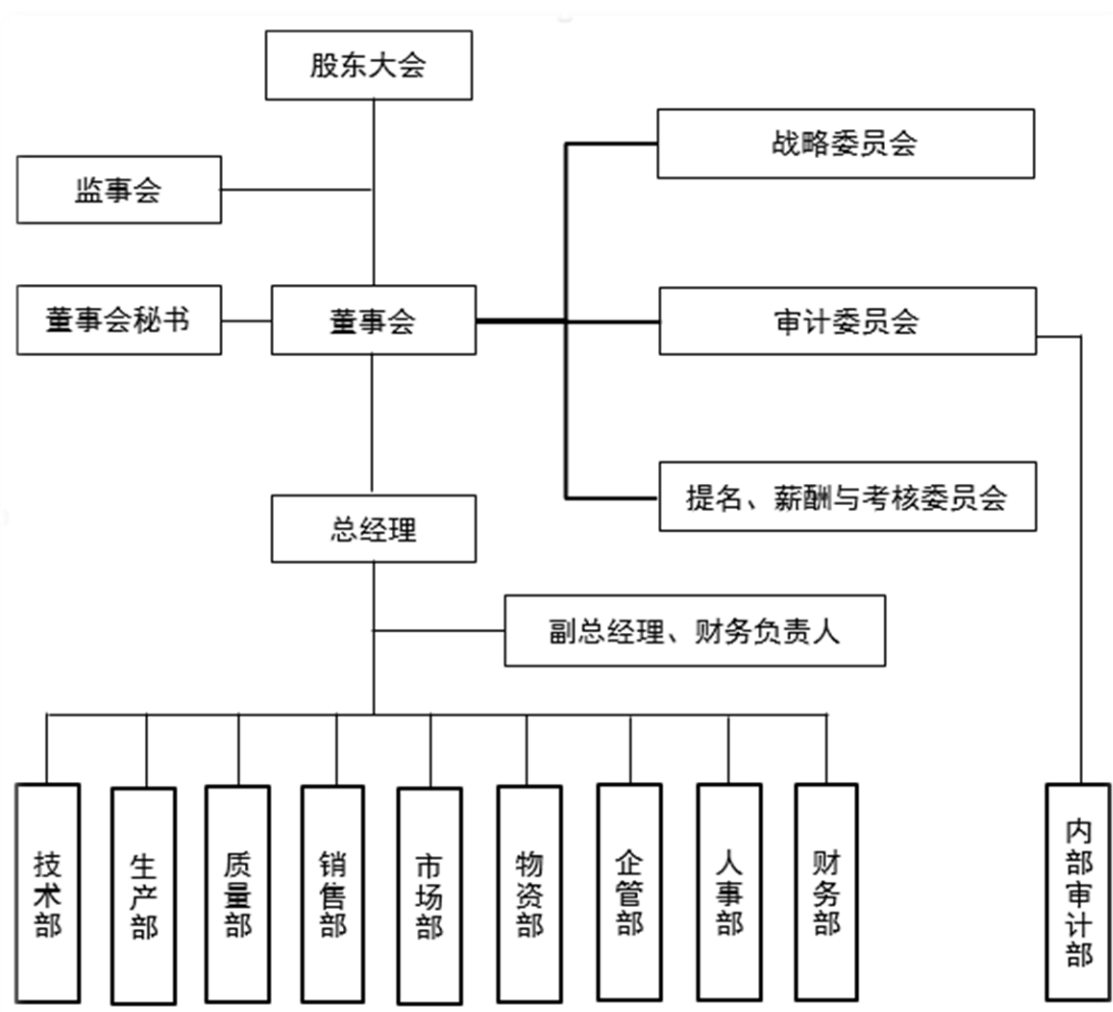 股东大会
战略委员会
监事会
董事会秘书
董事会
审计委员会
提名、薪酬与考核委员会
总经理
副总经理、财务负责人
技术部
生产部
质量部
销售部
市场部
物资部
企管部
人事部
财务部
内部审计部